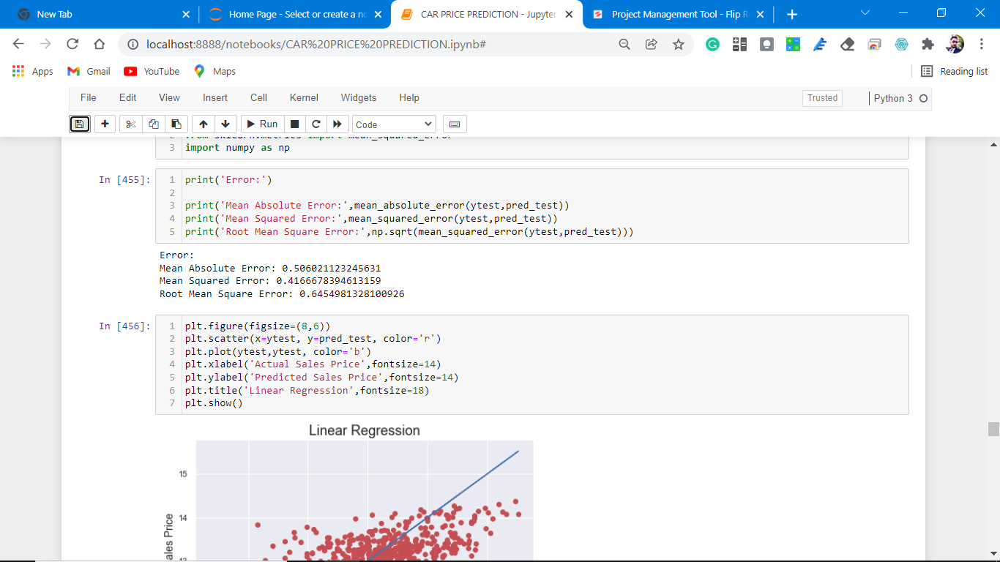 New Tab
Home Page - Select or create a no
CAR PRICE PREDICTION - Jupyter
Project Management Tool - Flip R
localhost:8888/notebooks/CAR%20PRICE%20PREDICTION.ipynb#
Apps Gmail YouTube Maps Reading list
File Edit View Insert Cell Kernel Widgets Help Trusted Python 3
Run Code
2 from sklearn.metrics import mean_squared_error
3 import numpy as np
In [455]:
1 print('Error:')
2
3 print('Mean Absolute Error:',mean_absolute_error(ytest,pred_test))
4 print('Mean Squared Error:',mean_squared_error(ytest,pred_test))
5 print('Root Mean Square Error:',np.sqrt(mean_squared_error(ytest,pred_test)))
Error:
Mean Absolute Error: 0.506021123245631
Mean Squared Error: 0.4166678394613159
Root Mean Square Error: 0.6454981328100926
In [456]:
1 plt.figure(figsize=(8,6))
2 plt.scatter(x=ytest, y=pred_test, color='r')
3 plt.plot(ytest,ytest, color='b')
4 plt.xlabel('Actual Sales Price',fontsize=14)
5 plt.ylabel('Predicted Sales Price',fontsize=14)
6 plt.title('Linear Regression',fontsize=18)
7 plt.show()
Linear Regression
15
14
13
ales Price